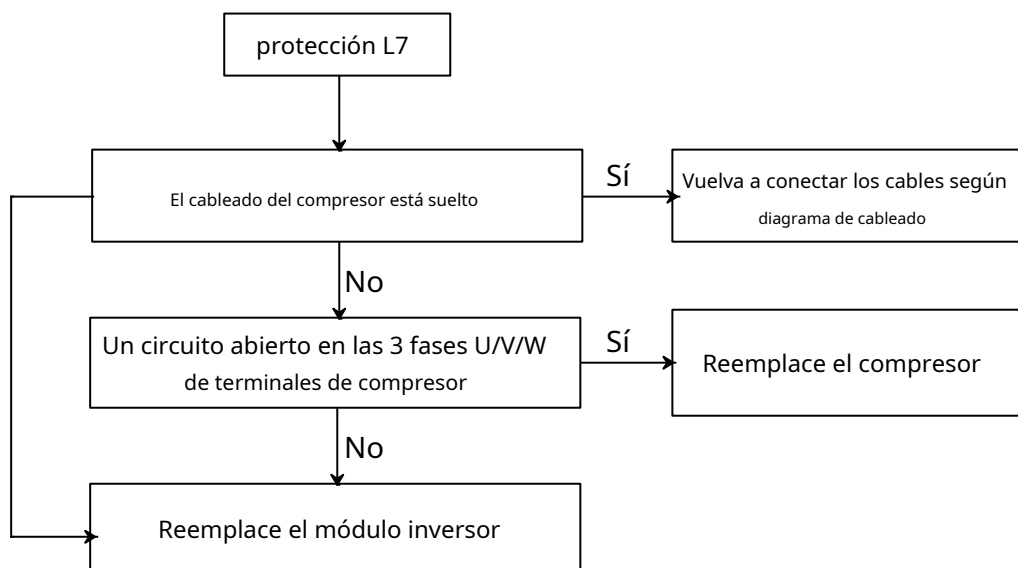 protección L7
El cableado del compresor está suelto
Sí
Vuelva a conectar los cables según
diagrama de cableado
No
Un circuito abierto en las 3 fases U/V/W
de terminales de compresor
Sí
Reemplace el compresor
No
Reemplace el módulo inversor